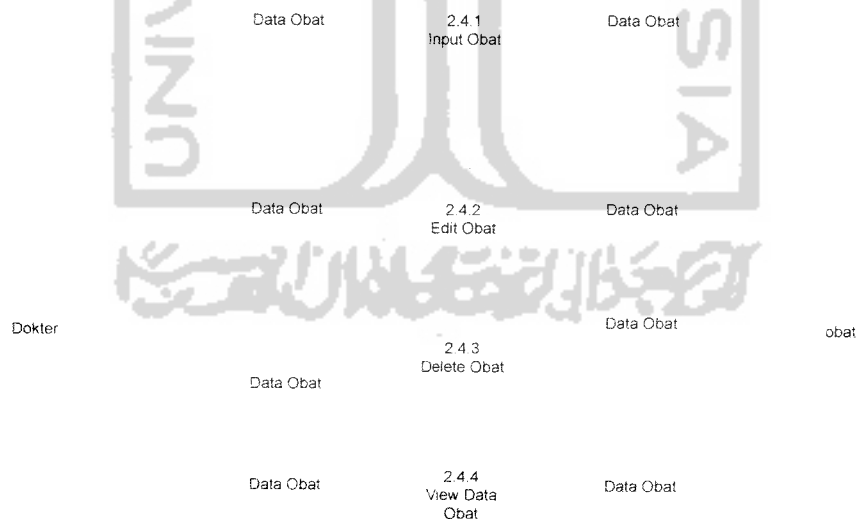 Data Obat
2.4.1
Data Obat
Input Obat
UNIN
SIA
Data Obat
2.4.2
Data Obat
Edit Obat
Data Obat
Dokter
obat
2.4.3
Delete Obat
Data Obat
2.4.4
Data Obat
Data Obat
View Data
Obat